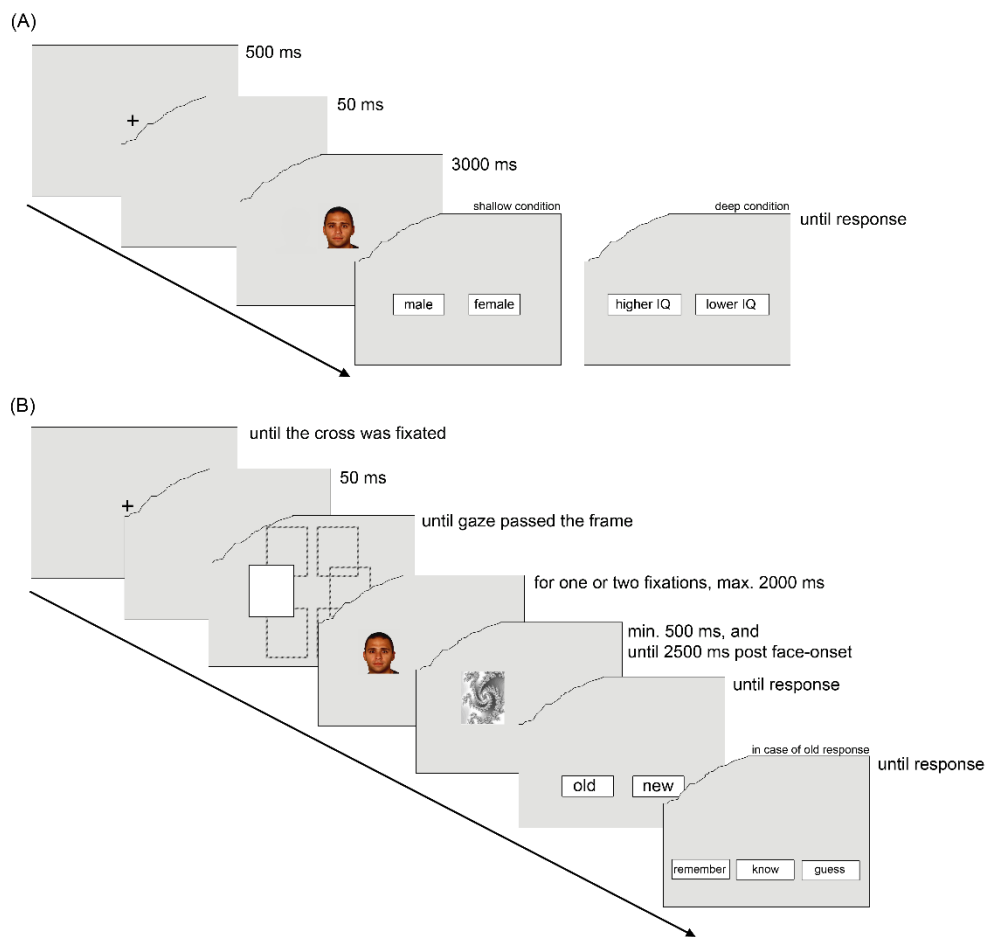 (A)
500 ms
+
50 ms
3000 ms
shallow condition
deep condition
until response
male
female
higher IQ
lower IQ
(B)
until the cross was fixated
+
50 ms
until gaze passed the frame
for one or two fixations, max. 2000 ms
min. 500 ms, and
until 2500 ms post face-onset
until response
old
new
in case of old response
until response
remember
know
guess